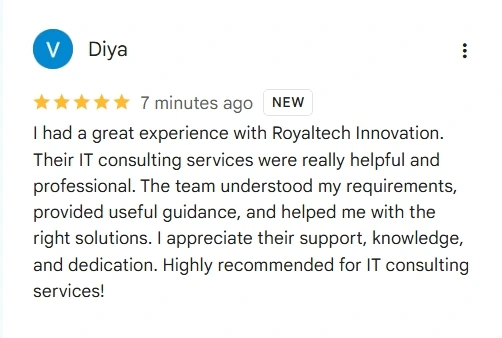 V Diya
7 minutes ago NEW
I had a great experience with Royaltech Innovation.
Their IT consulting services were really helpful and
professional. The team understood my requirements,
provided useful guidance, and helped me with the
right solutions. I appreciate their support, knowledge,
and dedication. Highly recommended for IT consulting
services!